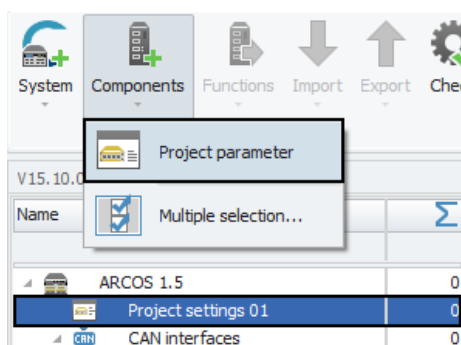 System Components Functions Import Export Che
Project parameter
V15.10.0
Multiple selection...
Name Σ
ARCOS 1.5 0
Project settings 01 0
CAN CAN interfaces 0